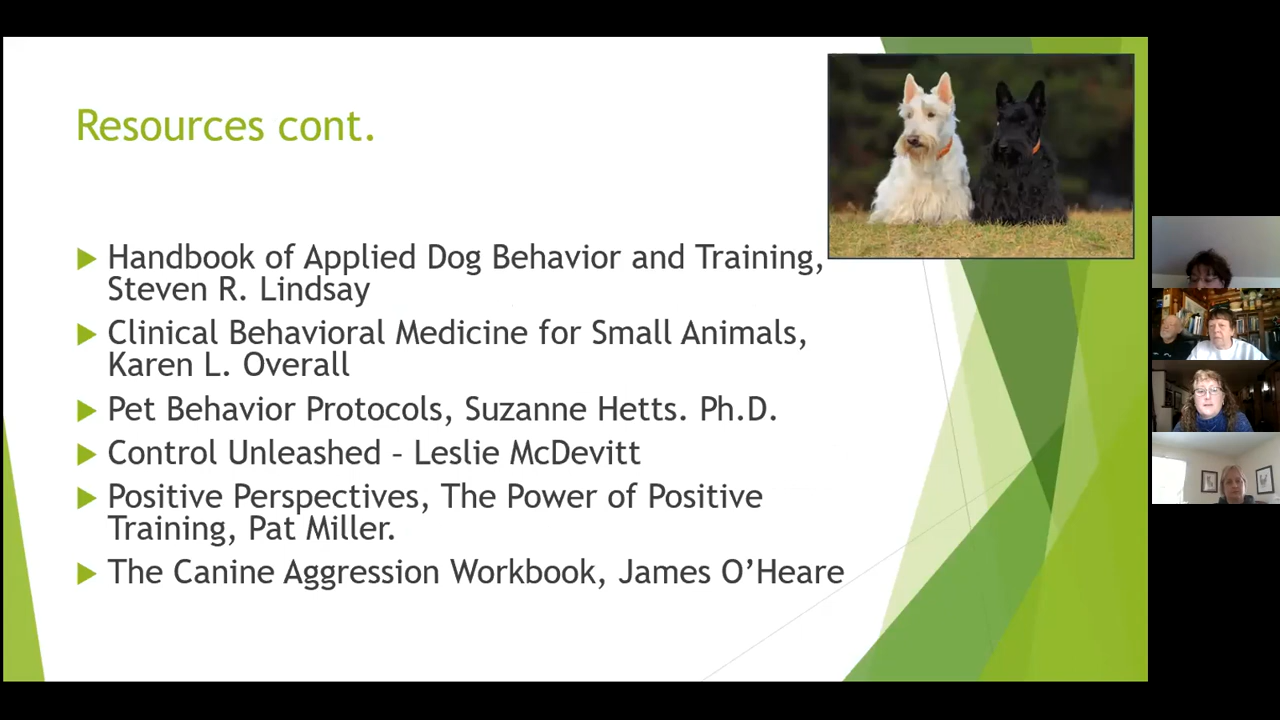 Resources cont.
Handbook of Applied Dog Behavior and Training,
Steven R. Lindsay
Clinical Behavioral Medicine for Small Animals,
Karen L. Overall
Pet Behavior Protocols, Suzanne Hetts. Ph.D.
Control Unleashed – Leslie McDevitt
Positive Perspectives, The Power of Positive
Training, Pat Miller.
The Canine Aggression Workbook, James O’Heare